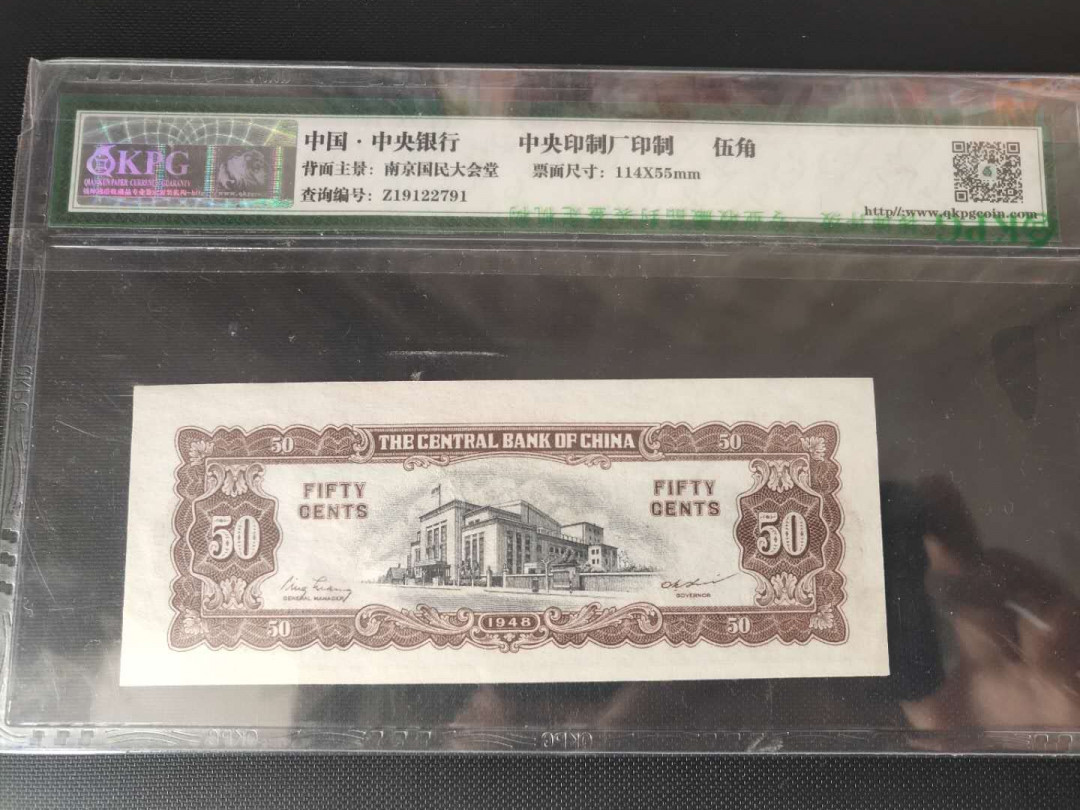 中国·中央银行 中央印制厂印制 伍角
背面主景：南京国民大会堂 票面尺寸：114X55mm
查询编号：Z19122791
QKPG
http//:www.qkpgcoin.com
THE CENTRAL BANK OF CHINA
50 50
FIFTY CENTS
FIFTY CENTS
50 50
GENERAL MANAGER
GOVERNOR
50 1948 50